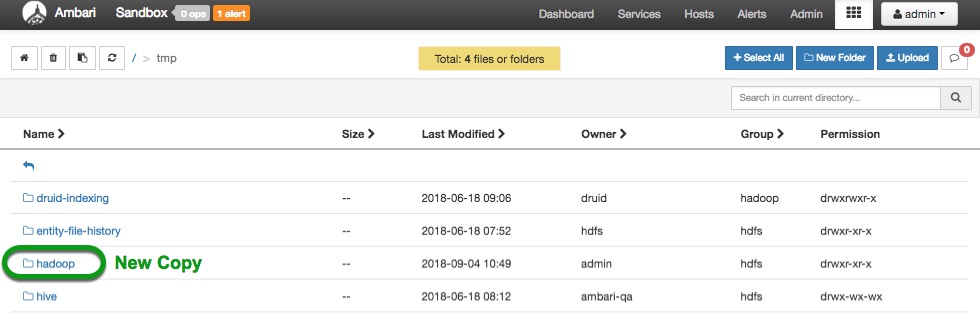 Ambari Sandbox 0 ops 1 alert Dashboard Services Hosts Alerts Admin admin
/ > tmp Total: 4 files or folders + Select All New Folder Upload 0
Search in current directory...
Name > Size > Last Modified > Owner > Group > Permission
druid-indexing -- 2018-06-18 09:06 druid hadoop drwxrwxr-x
entity-file-history -- 2018-06-18 07:52 hdfs hdfs drwxr-xr-x
hadoop New Copy -- 2018-09-04 10:49 admin hdfs drwxr-xr-x
hive -- 2018-06-18 08:12 ambari-qa hdfs drwx-wx-wx